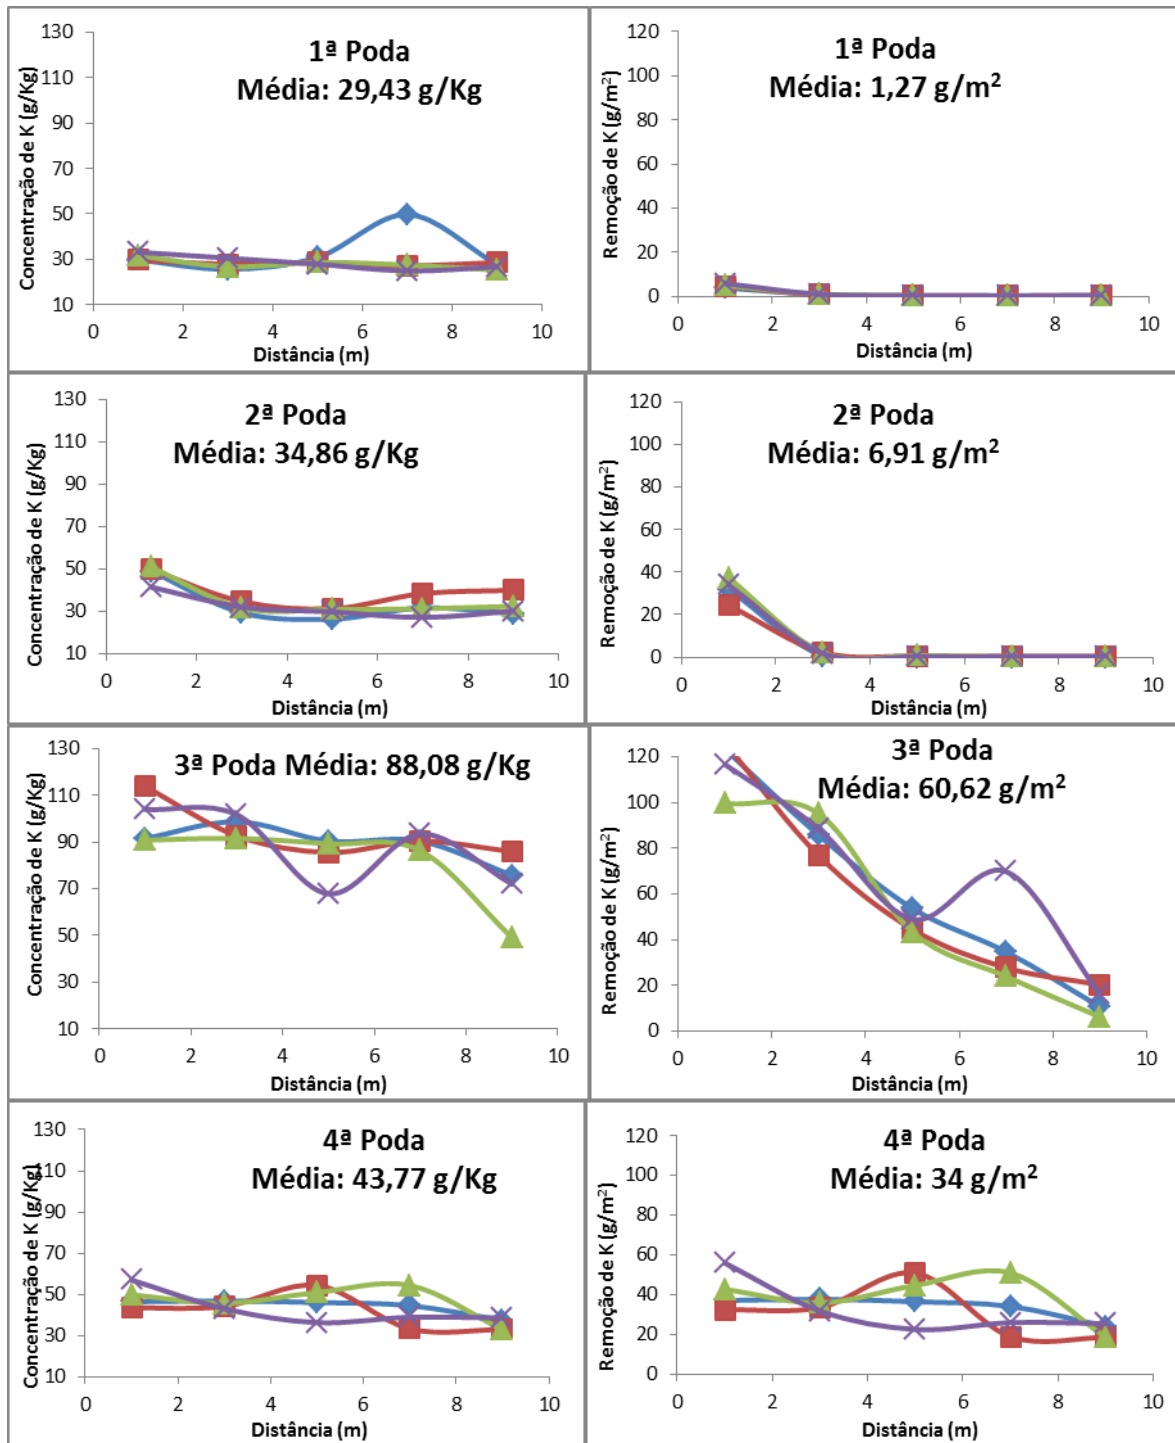 Concentração de K (g/Kg)
130
110
90
70
50
30
10
1ª Poda
Média: 29,43 g/Kg
0 2 4 6 8 10
Distância (m)
Remoção de K (g/m²)
120
100
80
60
40
20
0
1ª Poda
Média: 1,27 g/m²
0 2 4 6 8 10
Distância (m)
Concentração de K (g/Kg)
130
110
90
70
50
30
10
2ª Poda
Média: 34,86 g/Kg
0 2 4 6 8 10
Distância (m)
Remoção de K (g/m²)
120
100
80
60
40
20
0
2ª Poda
Média: 6,91 g/m²
0 2 4 6 8 10
Distância (m)
Concentração de K (g/Kg)
130
110
90
70
50
30
10
3ª Poda Média: 88,08 g/Kg
0 2 4 6 8 10
Distância (m)
Remoção de K (g/m²)
120
100
80
60
40
20
0
3ª Poda
Média: 60,62 g/m²
0 2 4 6 8 10
Distância (m)
Concentração de K (g/Kg)
130
110
90
70
50
30
10
4ª Poda
Média: 43,77 g/Kg
0 2 4 6 8 10
Distância (m)
Remoção de K (g/m²)
120
100
80
60
40
20
0
4ª Poda
Média: 34 g/m²
0 2 4 6 8 10
Distância (m)